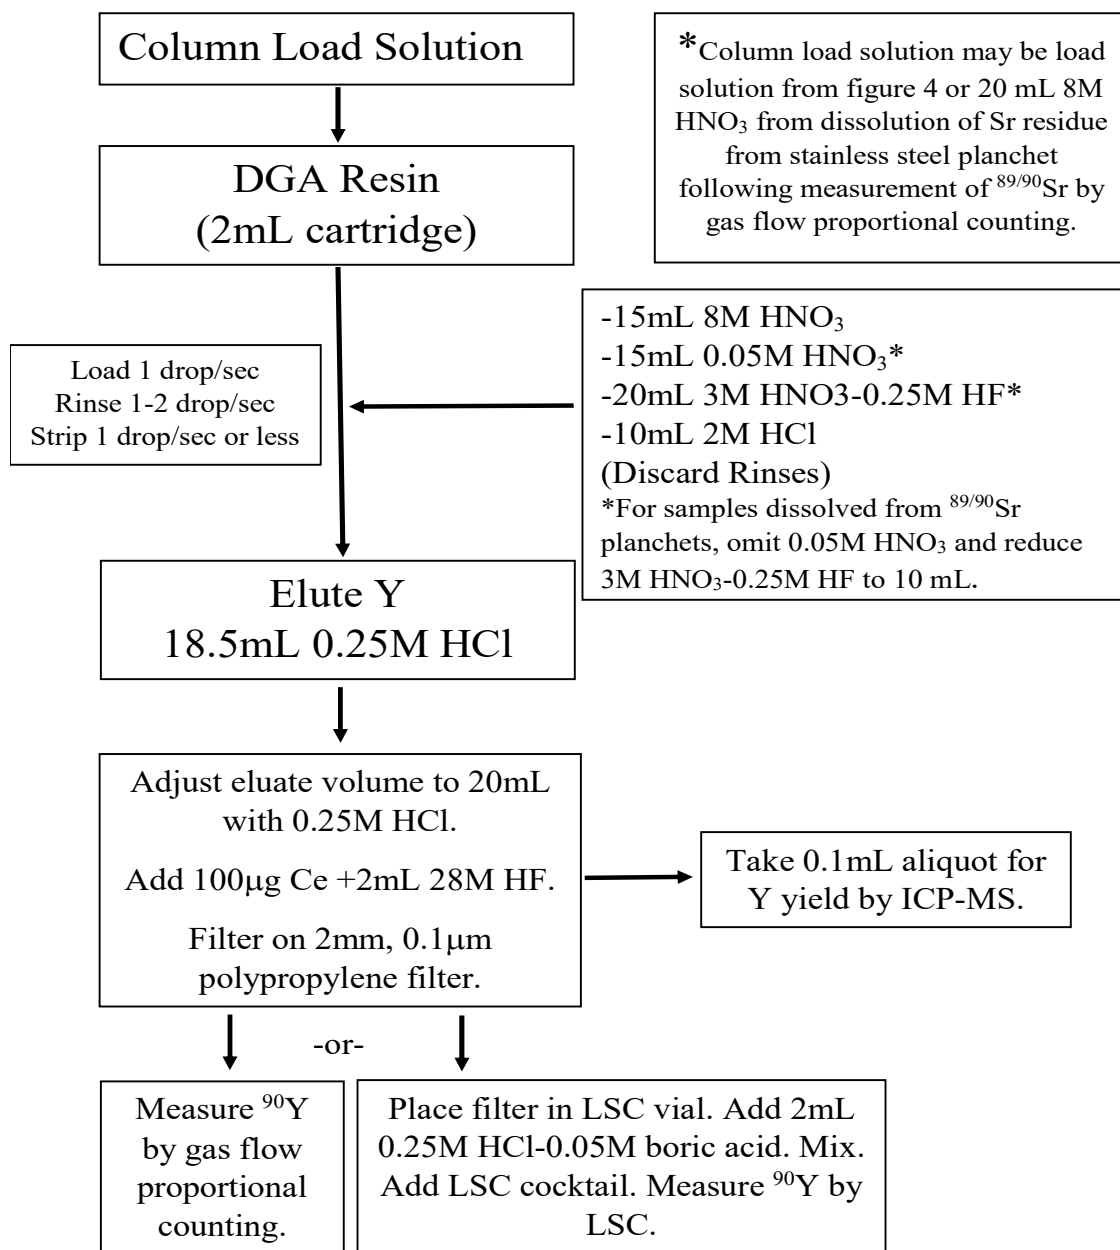 Column Load Solution
*Column load solution may be load
solution from figure 4 or 20 mL 8M
HNO₃ from dissolution of Sr residue
from stainless steel planchet
following measurement of ⁸⁹/⁹⁰Sr by
gas flow proportional counting.
DGA Resin
(2mL cartridge)
-15mL 8M HNO₃
-15mL 0.05M HNO₃*
-20mL 3M HNO3-0.25M HF*
-10mL 2M HCl
(Discard Rinses)
*For samples dissolved from ⁸⁹/⁹⁰Sr
planchets, omit 0.05M HNO₃ and reduce
3M HNO₃-0.25M HF to 10 mL.
Load 1 drop/sec
Rinse 1-2 drop/sec
Strip 1 drop/sec or less
Elute Y
18.5mL 0.25M HCl
Adjust eluate volume to 20mL
with 0.25M HCl.
Add 100μg Ce +2mL 28M HF.
Filter on 2mm, 0.1μm
polypropylene filter.
Take 0.1mL aliquot for
Y yield by ICP-MS.
-or-
Measure ⁹⁰Y
by gas flow
proportional
counting.
Place filter in LSC vial. Add 2mL
0.25M HCl-0.05M boric acid. Mix.
Add LSC cocktail. Measure ⁹⁰Y by
LSC.